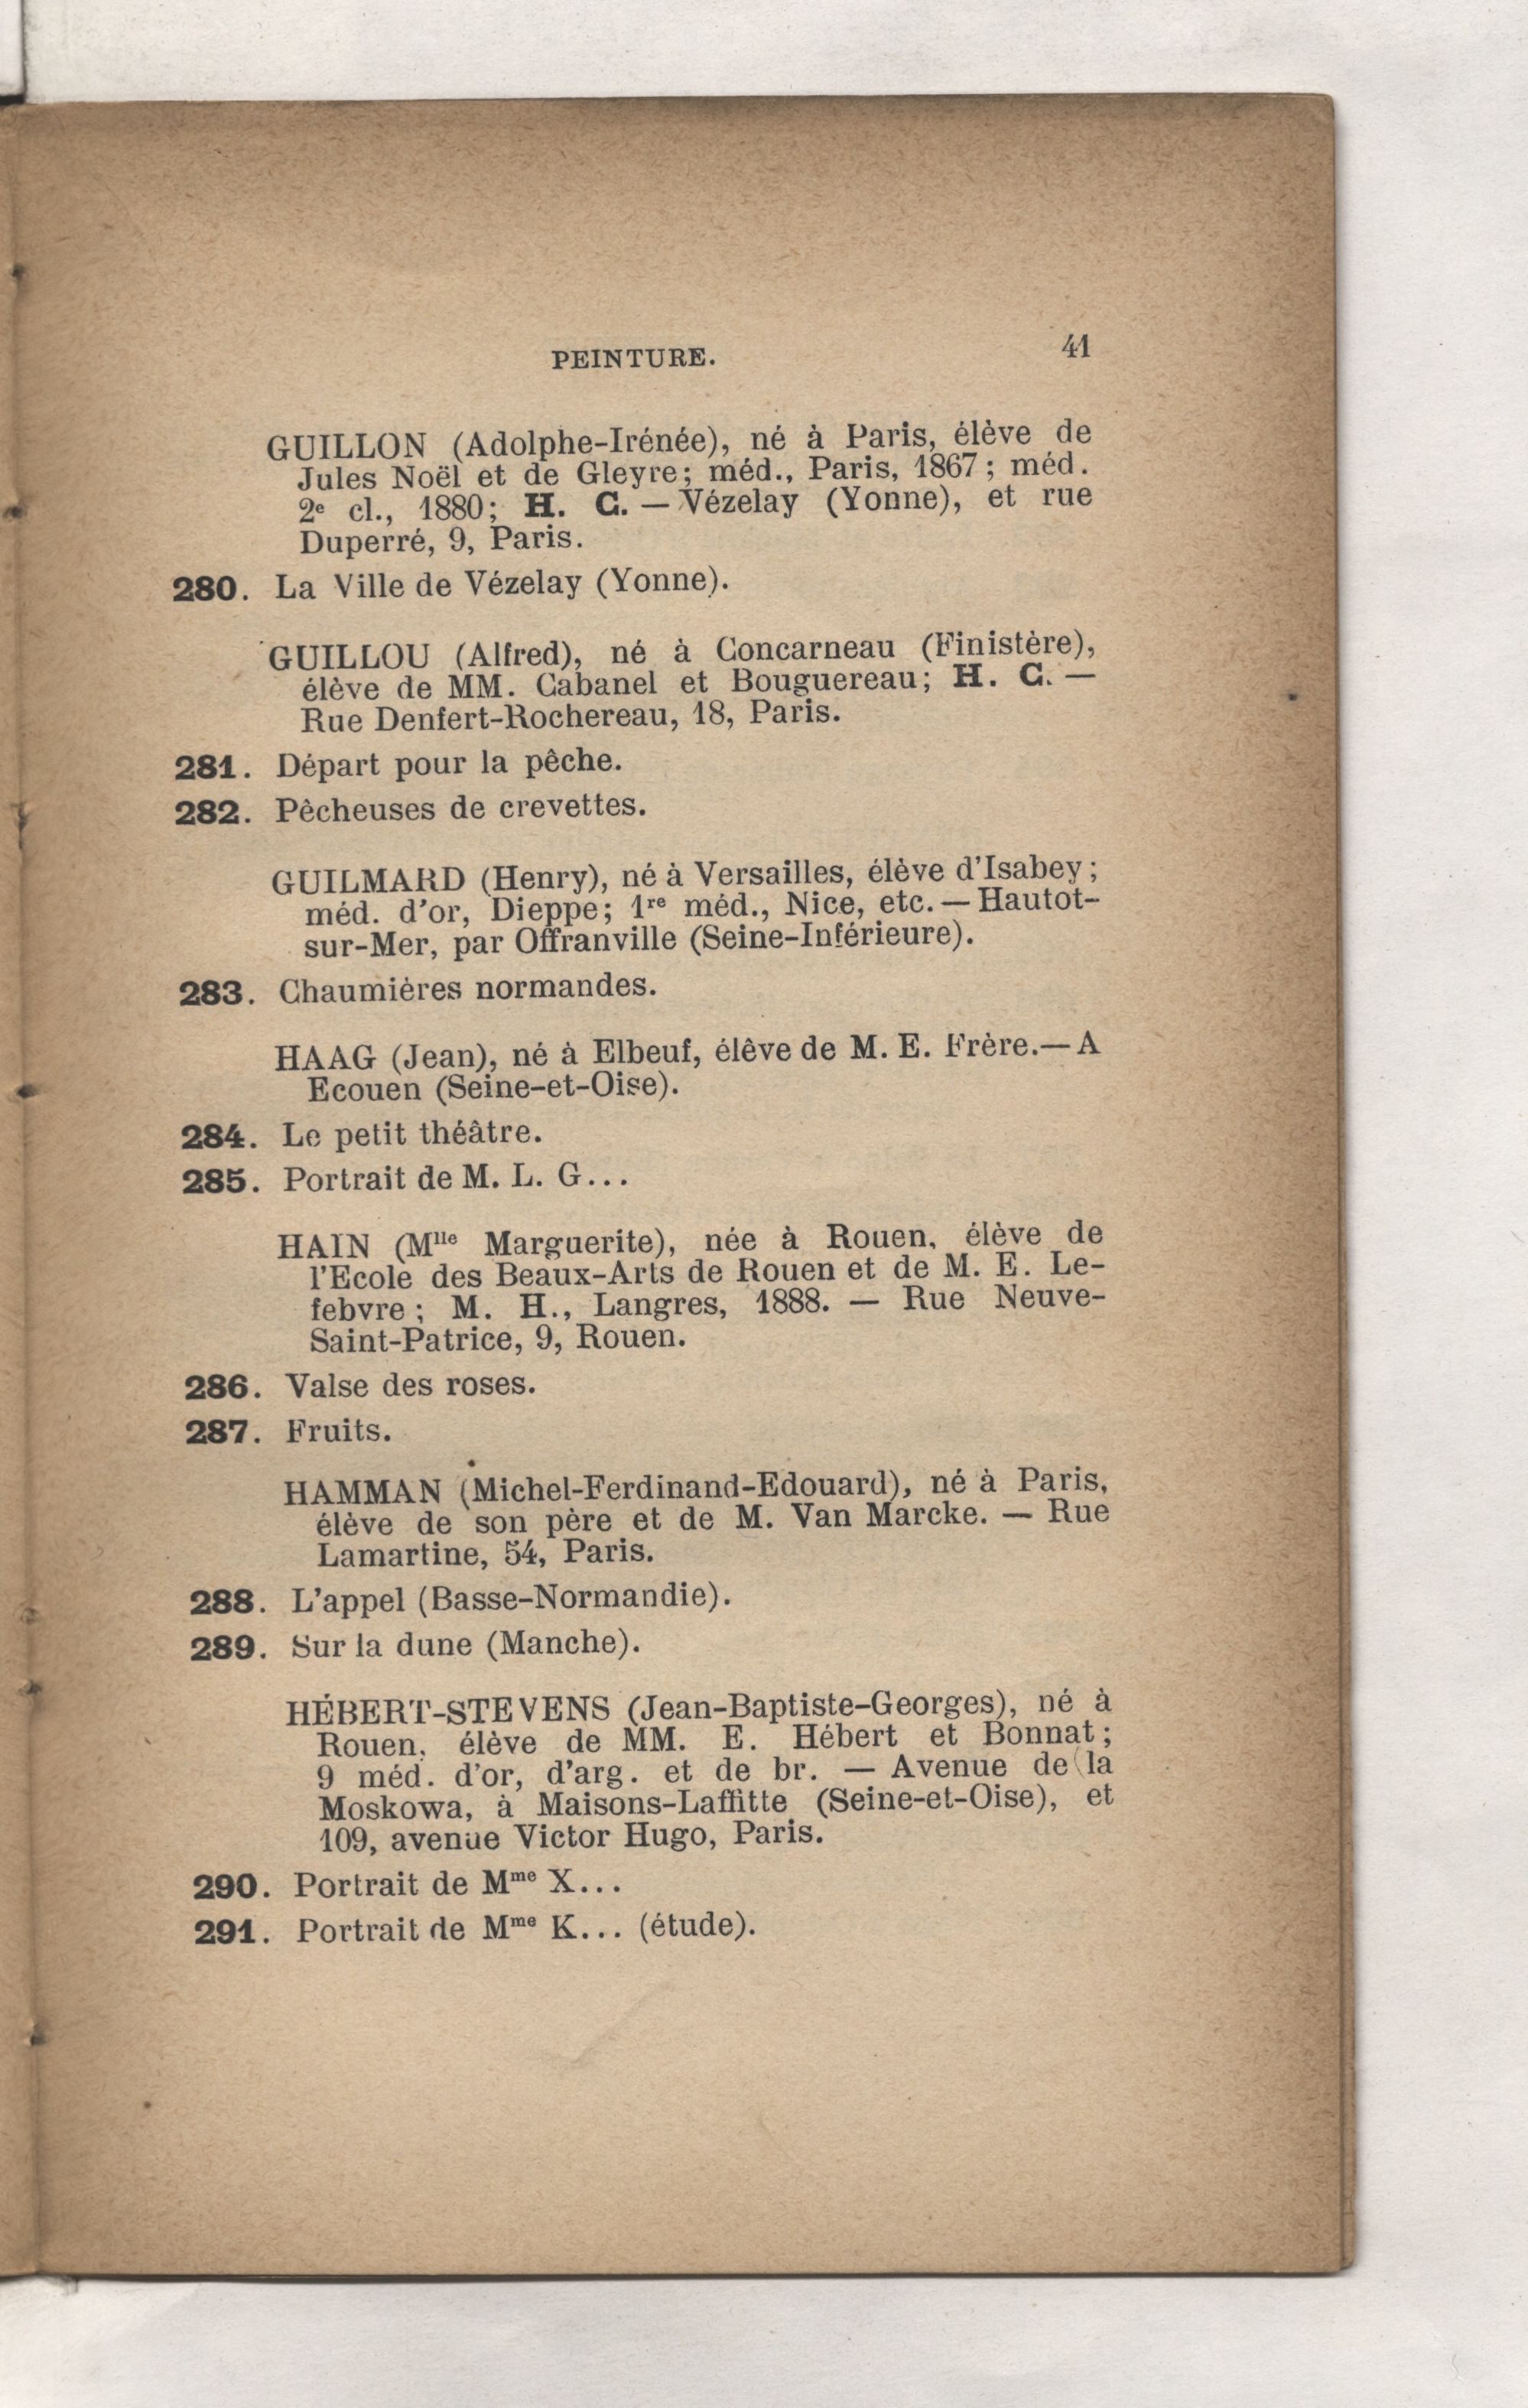 PEINTURE. 41
GUILLON (Adolphe-Irénée), né à Paris, élève de
Jules Noël et de Gleyre; méd., Paris, 1867; méd.
2e cl., 1880; H. C. — Vézelay (Yonne), et rue
Duperré, 9, Paris.
280. La Ville de Vézelay (Yonne).
GUILLOU (Alfred), né à Concarneau (Finistère),
élève de MM. Cabanel et Bouguereau; H. C. —
Rue Denfert-Rochereau, 18, Paris.
281. Départ pour la pêche.
282. Pêcheuses de crevettes.
GUILMARD (Henry), né à Versailles, élève d'Isabey;
méd. d'or, Dieppe; 1re méd., Nice, etc. — Hautot-
sur-Mer, par Offranville (Seine-Inférieure).
283. Chaumières normandes.
HAAG (Jean), né à Elbeuf, élêve de M. E. Frère.— A
Ecouen (Seine-et-Oise).
284. Le petit théâtre.
285. Portrait de M. L. G...
HAIN (Mlle Marguerite), née à Rouen, élève de
l'Ecole des Beaux-Arts de Rouen et de M. E. Le-
febvre; M. H., Langres, 1888. — Rue Neuve-
Saint-Patrice, 9, Rouen.
286. Valse des roses.
287. Fruits.
HAMMAN (Michel-Ferdinand-Edouard), né à Paris,
élève de son père et de M. Van Marcke. — Rue
Lamartine, 54, Paris.
288. L'appel (Basse-Normandie).
289. Sur la dune (Manche).
HÉBERT-STEVENS (Jean-Baptiste-Georges), né à
Rouen, élève de MM. E. Hébert et Bonnat;
9 méd. d'or, d'arg. et de br. — Avenue de la
Moskowa, à Maisons-Laffitte (Seine-et-Oise), et
109, avenue Victor Hugo, Paris.
290. Portrait de Mme X...
291. Portrait de Mme K... (étude).